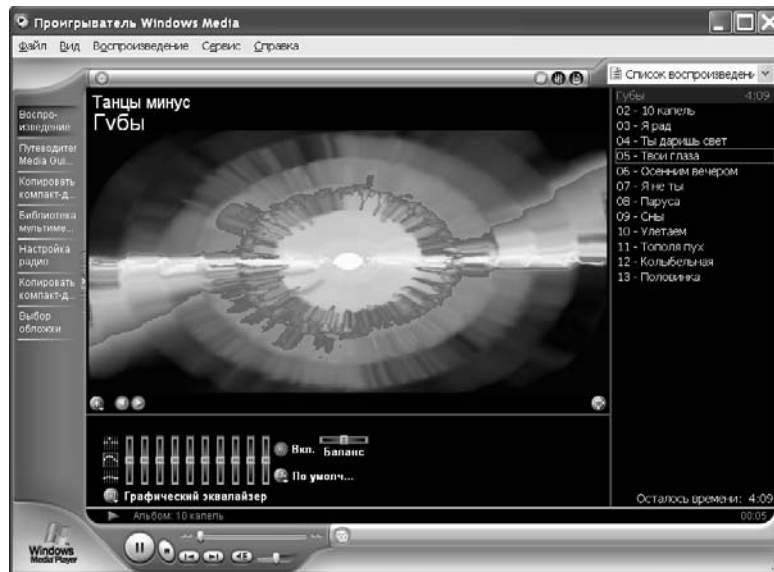 Проигрыватель Windows Media
Файл Вид Воспроизведение Сервис Справка
Список воспроизведени
Танцы минус
Губы
Воспро-
изведение
Путеводител
Media Gui...
Копировать
компакт-д...
Библиотека
мультиме...
Настройка
радио
Копировать
компакт-д...
Выбор
обложки
Губы 4:09
02 - 10 капель
03 - Я рад
04 - Ты даришь свет
05 - Твои глаза
06 - Осенним вечером
07 - Я не ты
08 - Паруса
09 - Сны
10 - Улетаем
11 - Тополя пух
12 - Колыбельная
13 - Половинка
Вкл. Баланс
По умолч...
Графический эквалайзер
Осталось времени: 4:09
Альбом: 10 капель 00:05
Windows
Media Player